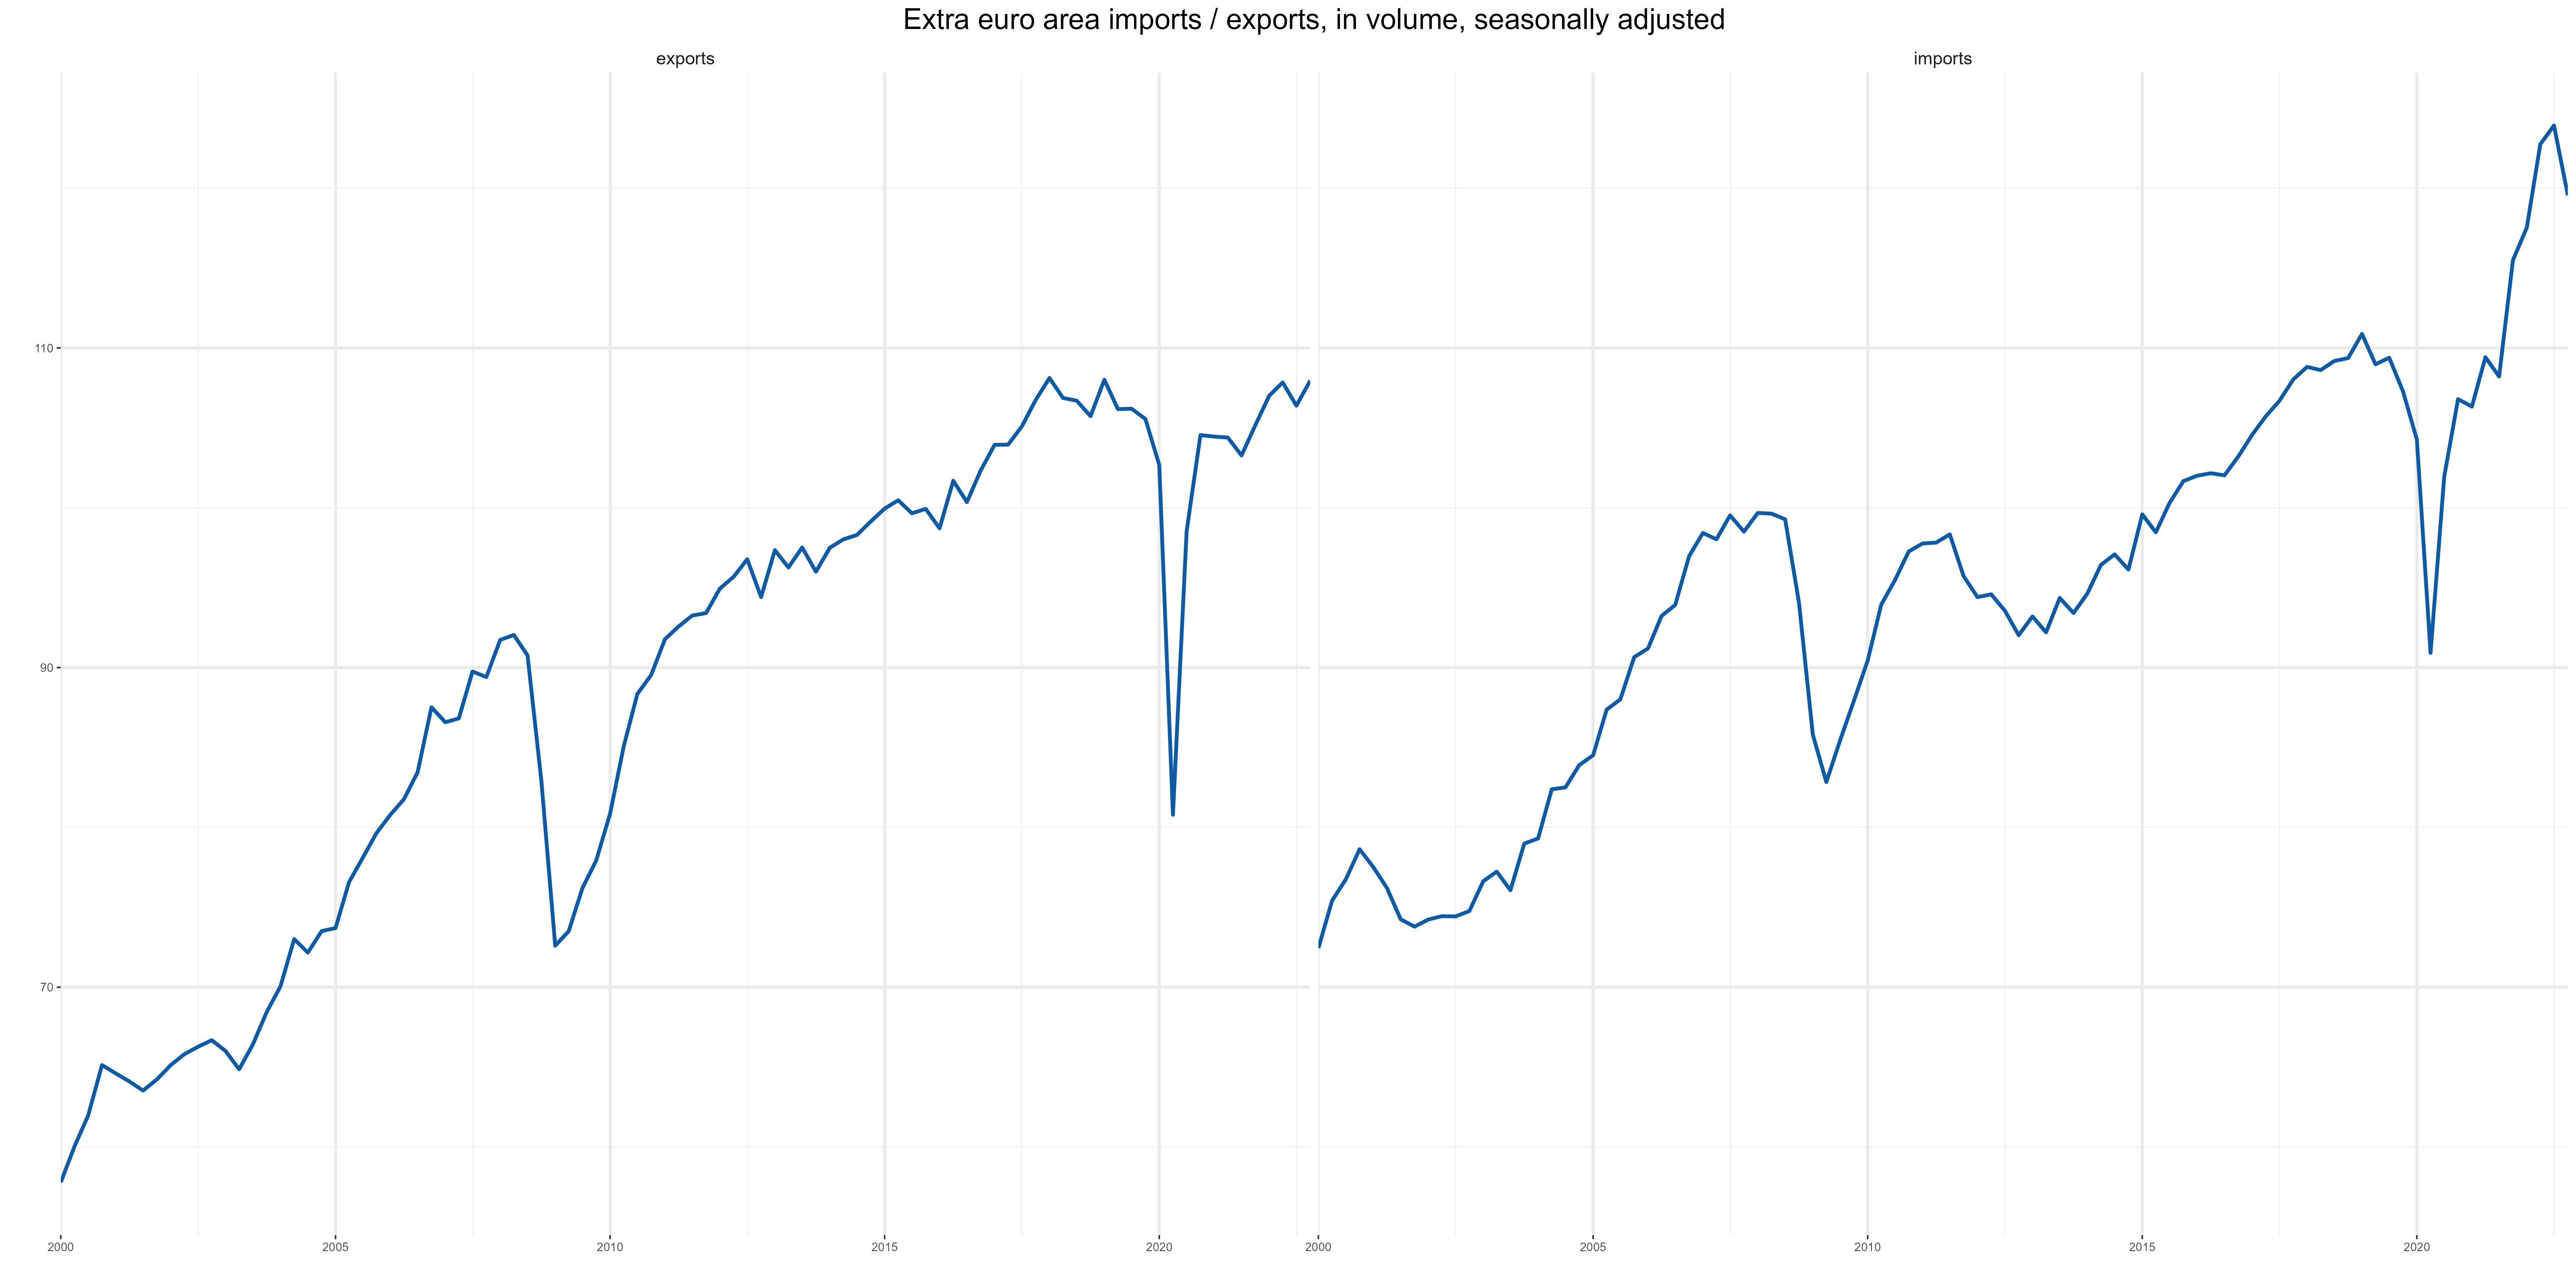 Extra euro area imports / exports, in volume, seasonally adjusted
exports imports
110
90
70
2000 2005 2010 2015 2020 2000 2005 2010 2015 2020